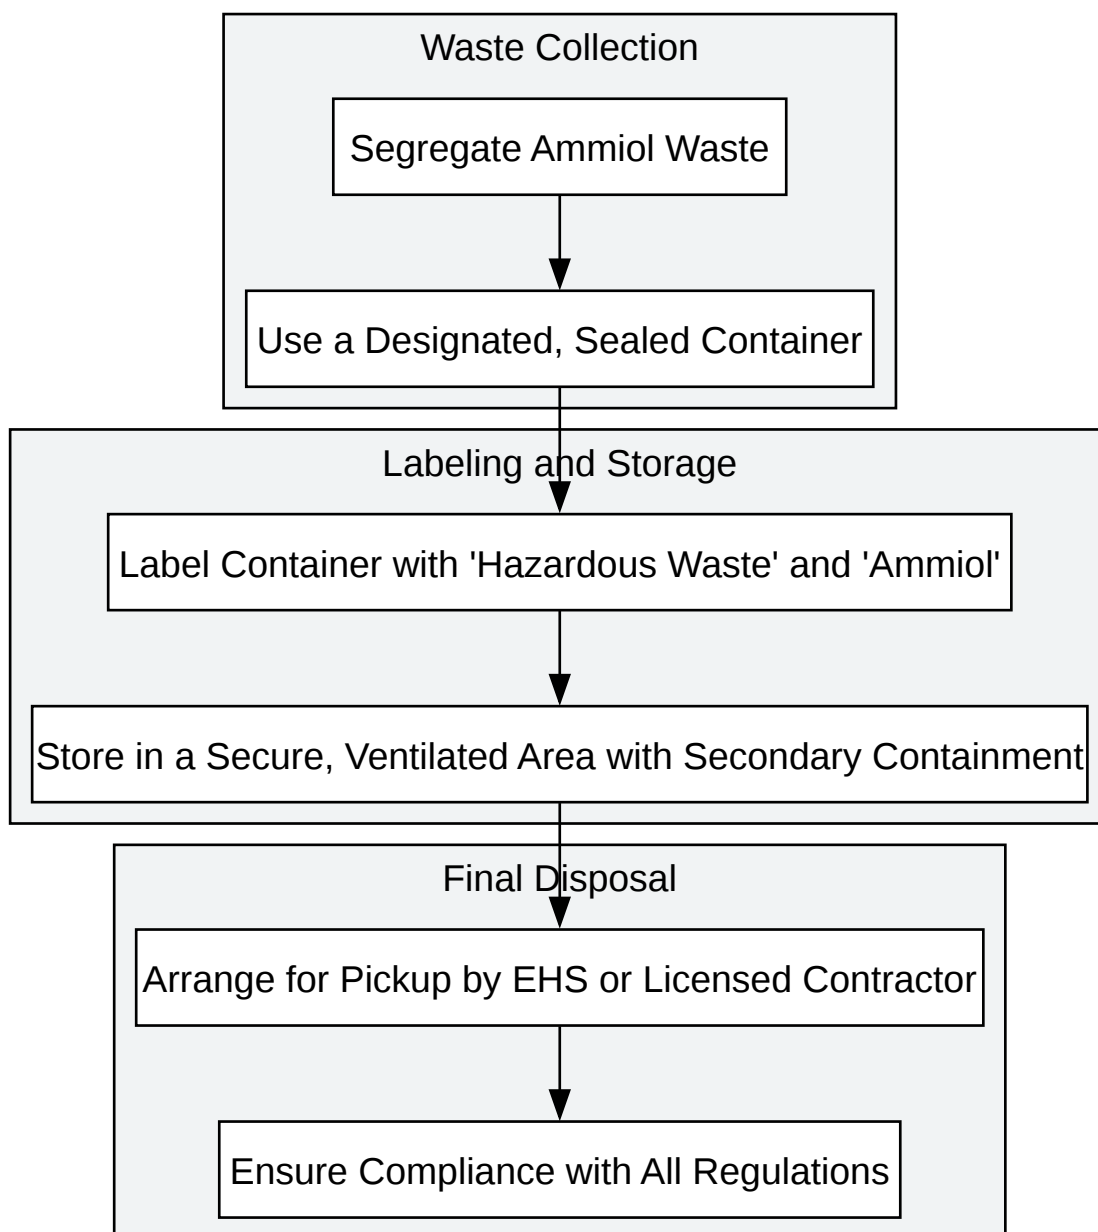 Waste Collection
Segregate Ammiol Waste
Use a Designated, Sealed Container
Labeling and Storage
Label Container with 'Hazardous Waste' and 'Ammiol'
Store in a Secure, Ventilated Area with Secondary Containment
Final Disposal
Arrange for Pickup by EHS or Licensed Contractor
Ensure Compliance with All Regulations